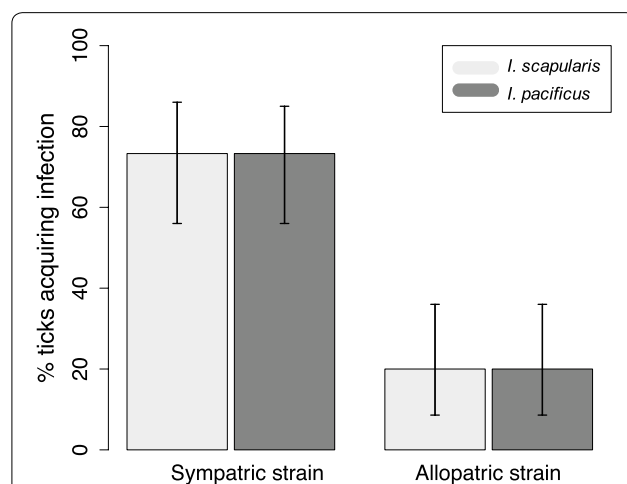 100
80
60
40
20
0
% ticks acquiring infection
I. scapularis
I. pacificus
Sympatric strain
Allopatric strain